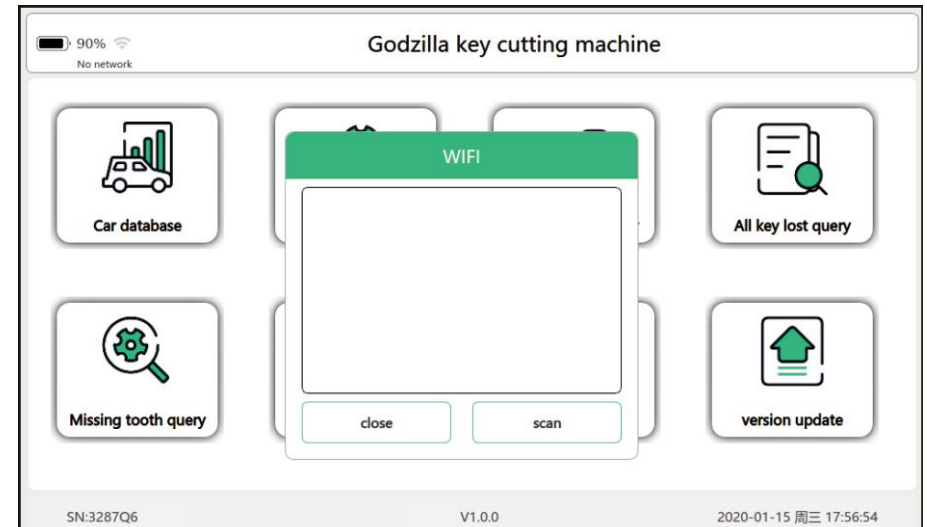 90%
No network
Godzilla key cutting machine
WIFI
Car database
All key lost query
Missing tooth query
close
scan
version update
SN:3287Q6
V1.0.0
2020-01-15 周三 17:56:54